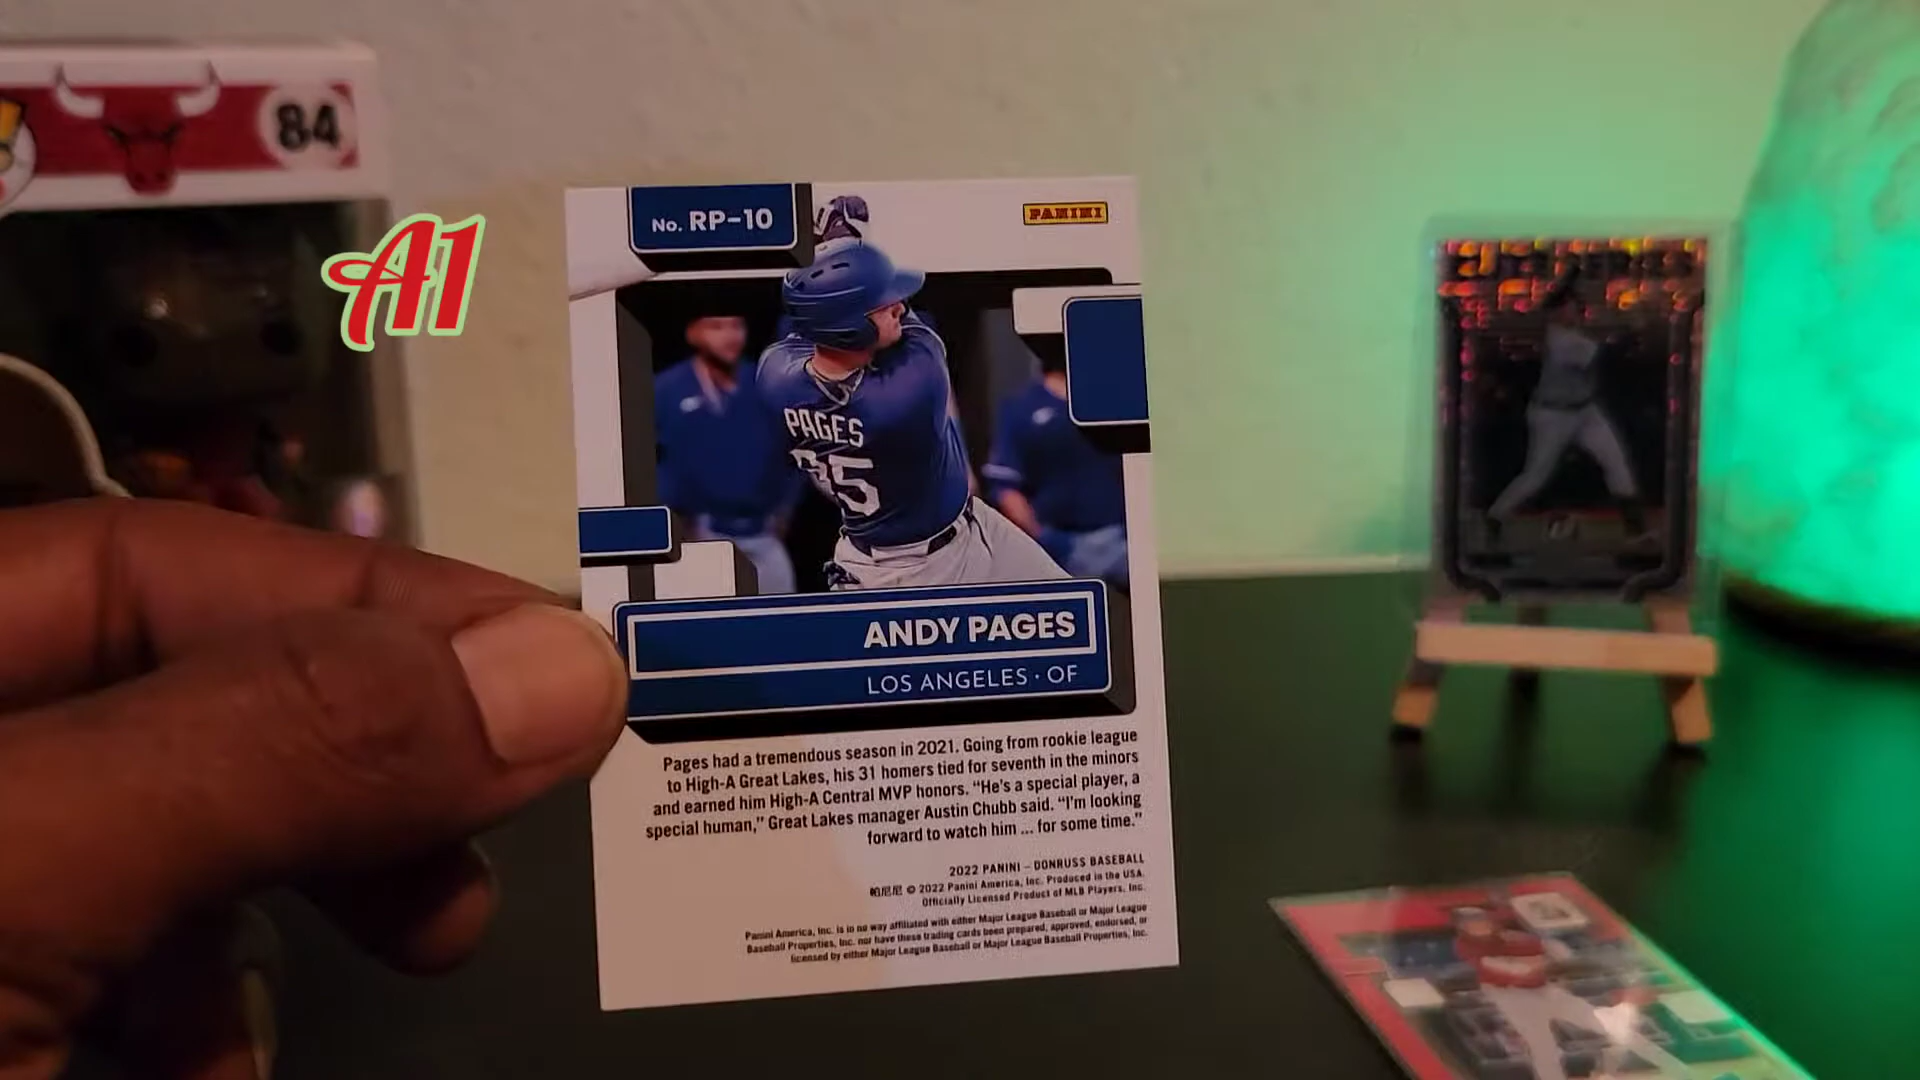 84
A1
No. RP-10
PANINI
PAGES
95
ANDY PAGES
LOS ANGELES · OF
Pages had a tremendous season in 2021. Going from rookie league
to High-A Great Lakes, his 31 homers tied for seventh in the minors
and earned him High-A Central MVP honors. “He's a special player, a
special human,” Great Lakes manager Austin Chubb said. “I'm looking
forward to watch him ... for some time.”
2022 PANINI – DONRUSS BASEBALL
帕尼尼 © 2022 Panini America, Inc. Produced in the USA.
Officially Licensed Product of MLB Players, Inc.
Panini America, Inc. is in no way affiliated with either Major League Baseball or Major League
Baseball Properties, Inc. nor have these trading cards been prepared, approved, endorsed, or
licensed by either Major League Baseball or Major League Baseball Properties, Inc.